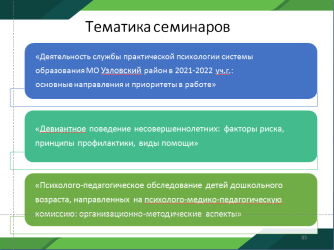 Тематика семинаров
«Деятельность службы практической психологии системы
образования МО Узловский район в 2021-2022 уч.г.:
основные направления и приоритеты в работе»
«Девиантное поведение несовершеннолетних: факторы риска,
принципы профилактики, виды помощи»
«Психолого-педагогическое обследование детей дошкольного
возраста, направленных на психолого-медико-педагогическую
комиссию: организационно-методические аспекты»